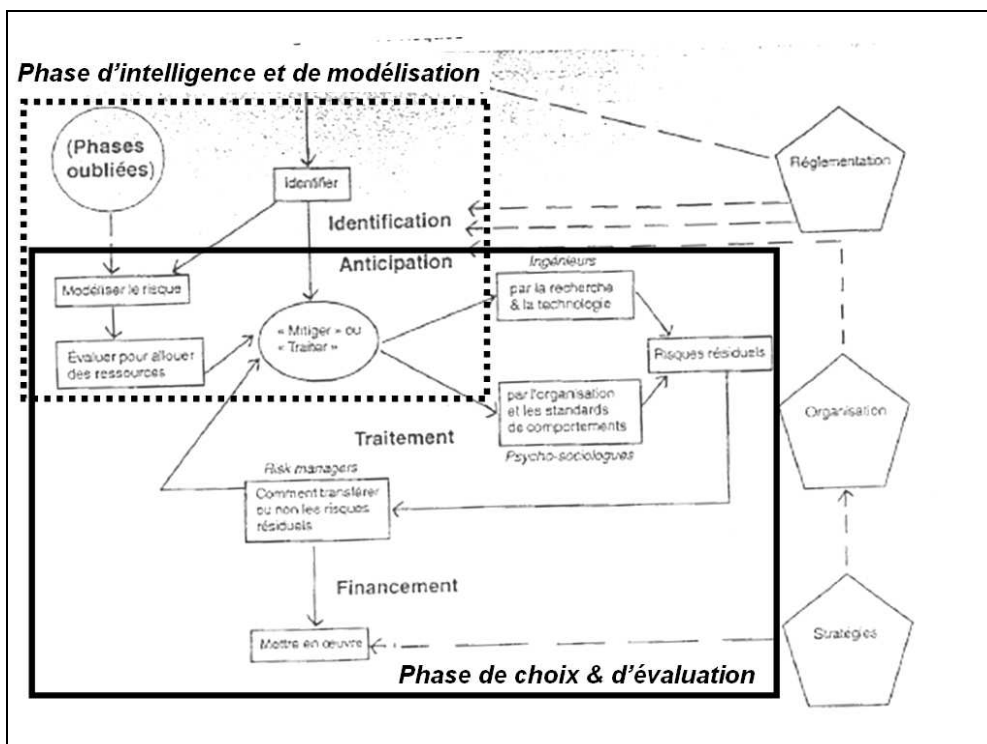 Phase d'intelligence et de modélisation
(Phases
oubliées)
Réglementation
Identifier
Identification
Anticipation
Ingénieurs
Modéliser le risque
par la recherche
& la technologie
« Mitiger » ou
« Traiter »
Risques résiduels
Évaluer pour allouer
des ressources
par l'organisation
et les standards
de comportements
Organisation
Traitement
Psycho-sociologues
Risk managers
Comment transférer
ou non les risques
résiduels
Financement
Mettre en œuvre
Stratégies
Phase de choix & d'évaluation